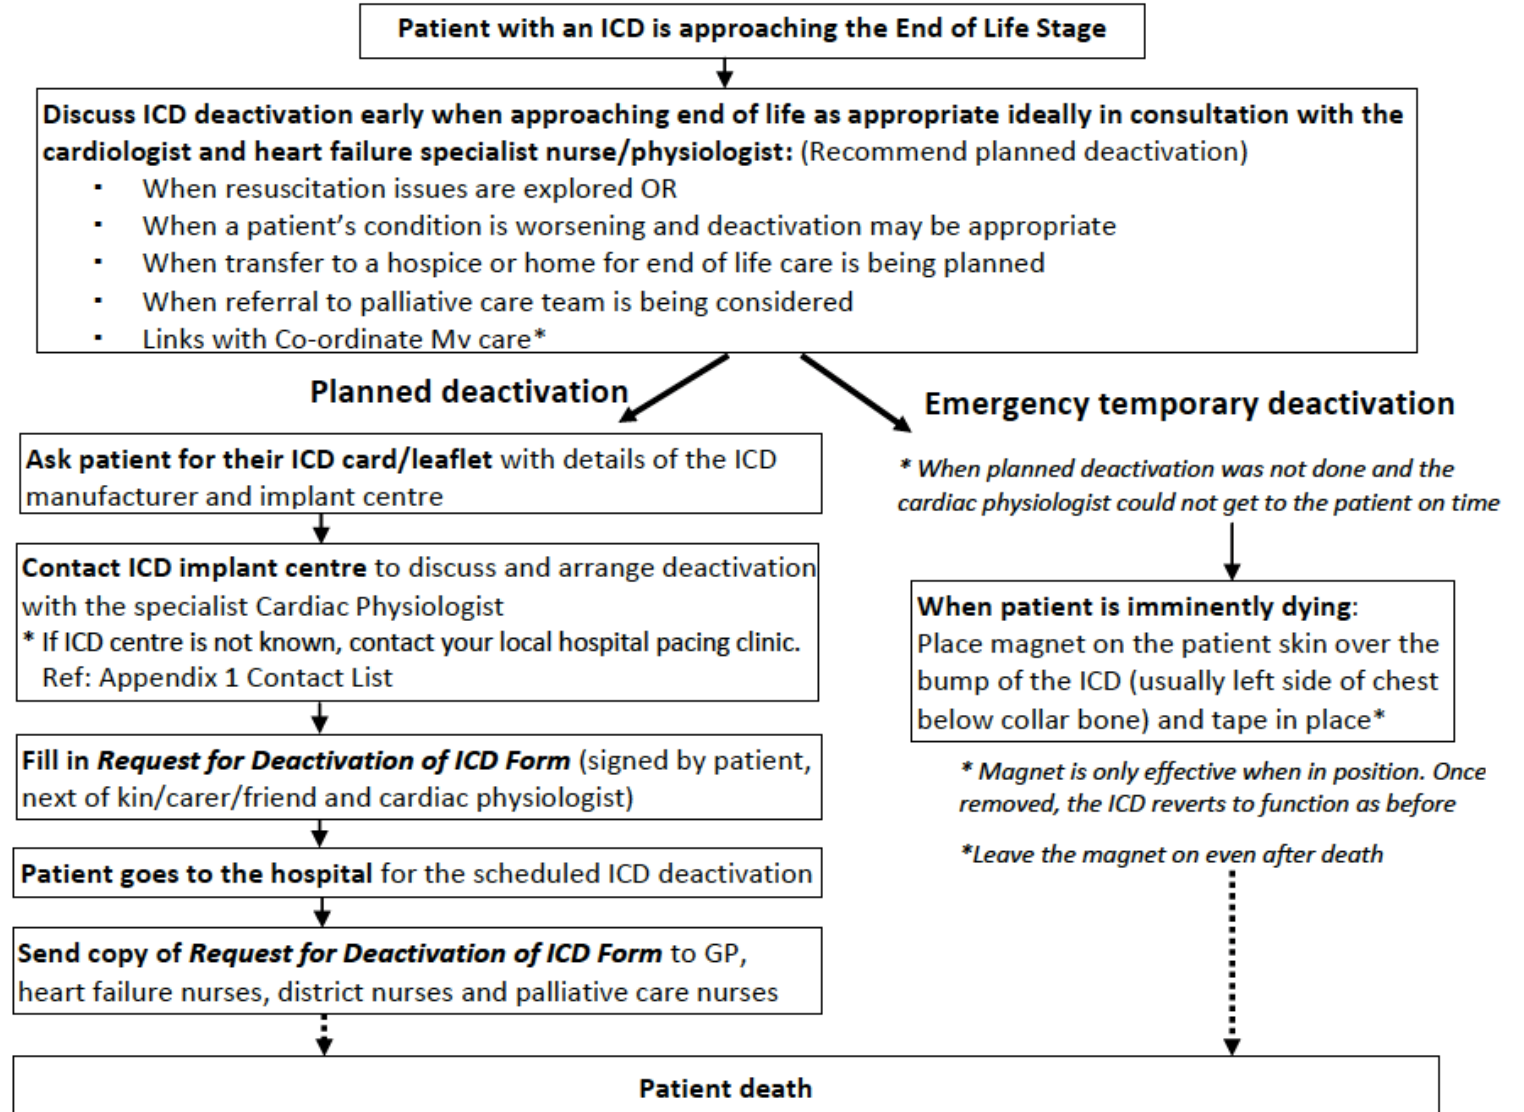 Patient with an ICD is approaching the End of Life Stage
Discuss ICD deactivation early when approaching end of life as appropriate ideally in consultation with the
cardiologist and heart failure specialist nurse/physiologist: (Recommend planned deactivation)
▪ When resuscitation issues are explored OR
▪ When a patient’s condition is worsening and deactivation may be appropriate
▪ When transfer to a hospice or home for end of life care is being planned
▪ When referral to palliative care team is being considered
▪ Links with Co-ordinate My care*
Planned deactivation
Ask patient for their ICD card/leaflet with details of the ICD
manufacturer and implant centre
Contact ICD implant centre to discuss and arrange deactivation
with the specialist Cardiac Physiologist
* If ICD centre is not known, contact your local hospital pacing clinic.
Ref: Appendix 1 Contact List
Fill in Request for Deactivation of ICD Form (signed by patient,
next of kin/carer/friend and cardiac physiologist)
Patient goes to the hospital for the scheduled ICD deactivation
Send copy of Request for Deactivation of ICD Form to GP,
heart failure nurses, district nurses and palliative care nurses
Emergency temporary deactivation
* When planned deactivation was not done and the
cardiac physiologist could not get to the patient on time
When patient is imminently dying:
Place magnet on the patient skin over the
bump of the ICD (usually left side of chest
below collar bone) and tape in place*
* Magnet is only effective when in position. Once
removed, the ICD reverts to function as before
*Leave the magnet on even after death
Patient death